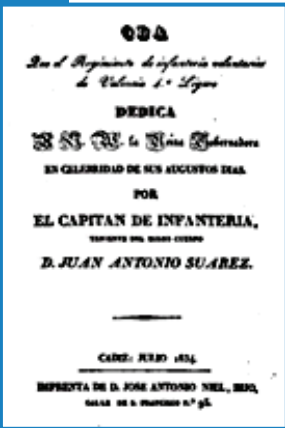 ODA
Que el Regimiento de infantería voluntarios
de Valencia 4.º Ligero
DEDICA
la Reina Gobernadora
EN CELEBRIDAD DE SUS AUGUSTOS DIAS.
POR
EL CAPITAN DE INFANTERIA,
TENIENTE DEL MISMO CUERPO
D. JUAN ANTONIO SUAREZ.
CADIZ: JULIO 1834.
IMPRENTA DE D. JOSE ANTONIO NIEL, HIJO,
CALLE DE S. FRANCISCO N.º